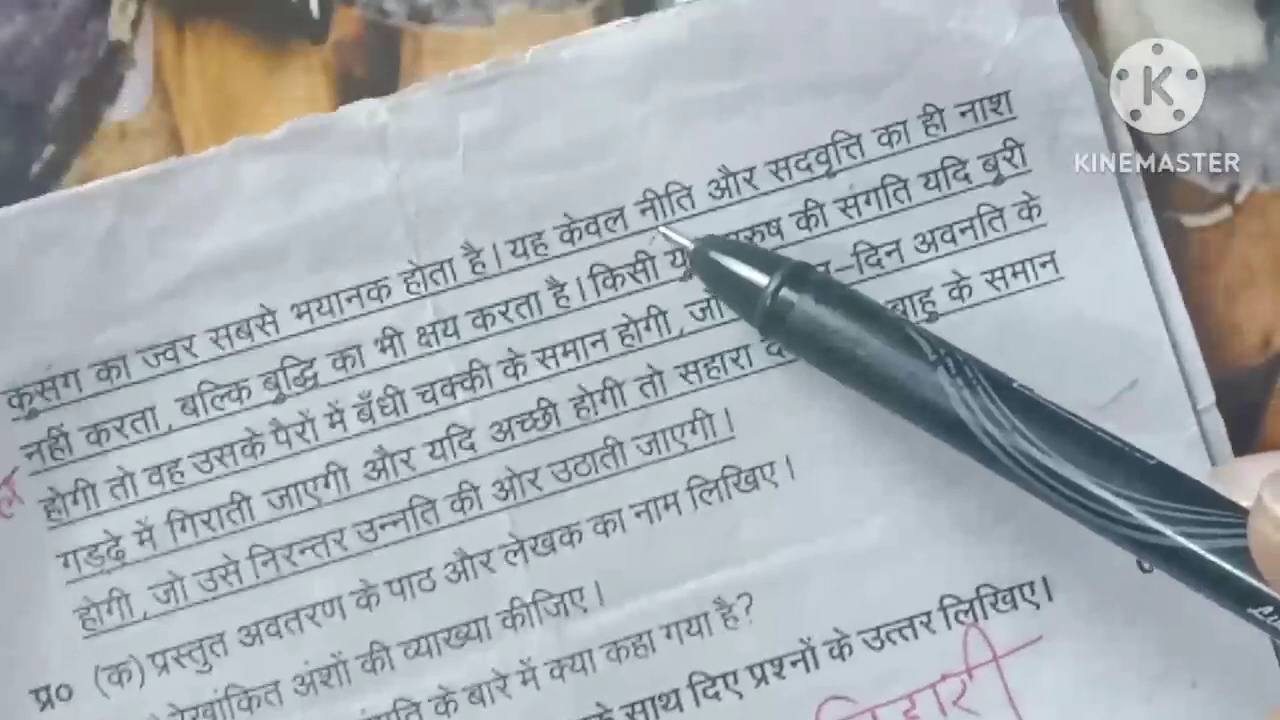 कुसंग का ज्वर सबसे भयानक होता है। यह केवल नीति और सदवृत्ति का ही नाश
नहीं करता, बल्कि बुद्धि का भी क्षय करता है। किसी की संगति यदि बुरी
होगी तो वह उसके पैरों में बँधी चक्की के समान होगी, जो -दिन अवनति के
गड्ढे में गिराती जाएगी और यदि अच्छी होगी तो सहारा बाहु के समान
होगी, जो उसे निरन्तर उन्नति की ओर उठाती जाएगी।
प्र० (क) प्रस्तुत अवतरण के पाठ और लेखक का नाम लिखिए।
रेखांकित अंशों की व्याख्या कीजिए।
के बारे में क्या कहा गया है?
के साथ दिए प्रश्नों के उत्तर लिखिए।
KINEMASTER